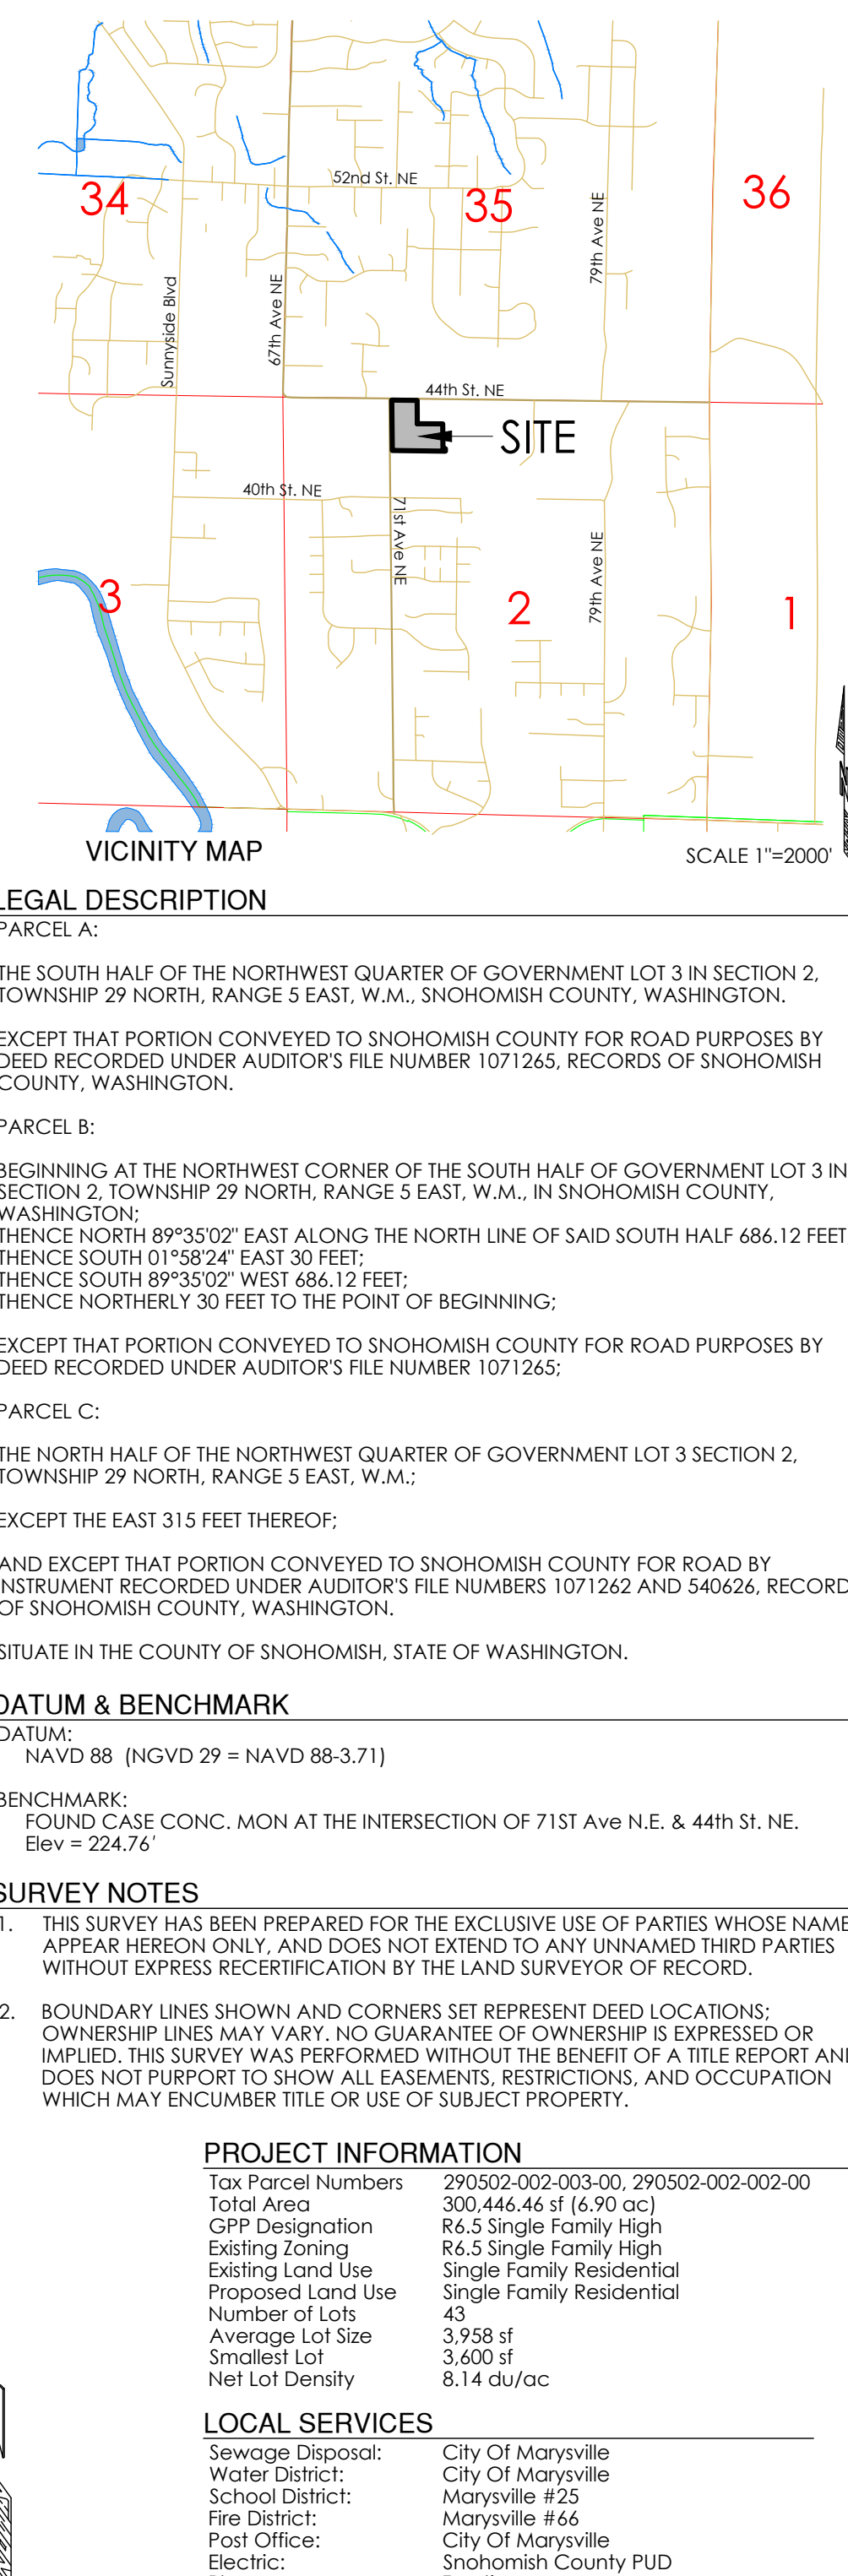 52nd St. NE
34
35
36
79th Ave NE
Sunnyside Blvd
67th Ave NE
44th St. NE
SITE
40th St. NE
71st Ave NE
79th Ave NE
3
2
1
VICINITY MAP
SCALE 1"=2000'
LEGAL DESCRIPTION
PARCEL A:
THE SOUTH HALF OF THE NORTHWEST QUARTER OF GOVERNMENT LOT 3 IN SECTION 2,
TOWNSHIP 29 NORTH, RANGE 5 EAST, W.M., SNOHOMISH COUNTY, WASHINGTON.
EXCEPT THAT PORTION CONVEYED TO SNOHOMISH COUNTY FOR ROAD PURPOSES BY
DEED RECORDED UNDER AUDITOR'S FILE NUMBER 1071265, RECORDS OF SNOHOMISH
COUNTY, WASHINGTON.
PARCEL B:
BEGINNING AT THE NORTHWEST CORNER OF THE SOUTH HALF OF GOVERNMENT LOT 3 IN
SECTION 2, TOWNSHIP 29 NORTH, RANGE 5 EAST, W.M., IN SNOHOMISH COUNTY,
WASHINGTON;
THENCE NORTH 89°35'02" EAST ALONG THE NORTH LINE OF SAID SOUTH HALF 686.12 FEET
THENCE SOUTH 01°58'24" EAST 30 FEET;
THENCE SOUTH 89°35'02" WEST 686.12 FEET;
THENCE NORTHERLY 30 FEET TO THE POINT OF BEGINNING;
EXCEPT THAT PORTION CONVEYED TO SNOHOMISH COUNTY FOR ROAD PURPOSES BY
DEED RECORDED UNDER AUDITOR'S FILE NUMBER 1071265;
PARCEL C:
THE NORTH HALF OF THE NORTHWEST QUARTER OF GOVERNMENT LOT 3 SECTION 2,
TOWNSHIP 29 NORTH, RANGE 5 EAST, W.M.;
EXCEPT THE EAST 315 FEET THEREOF;
AND EXCEPT THAT PORTION CONVEYED TO SNOHOMISH COUNTY FOR ROAD BY
INSTRUMENT RECORDED UNDER AUDITOR'S FILE NUMBERS 1071262 AND 540626, RECORD
OF SNOHOMISH COUNTY, WASHINGTON.
SITUATE IN THE COUNTY OF SNOHOMISH, STATE OF WASHINGTON.
DATUM & BENCHMARK
DATUM:
NAVD 88 (NGVD 29 = NAVD 88-3.71)
BENCHMARK:
FOUND CASE CONC. MON AT THE INTERSECTION OF 71ST Ave N.E. & 44th St. NE.
Elev = 224.76'
SURVEY NOTES
1. THIS SURVEY HAS BEEN PREPARED FOR THE EXCLUSIVE USE OF PARTIES WHOSE NAME
APPEAR HEREON ONLY, AND DOES NOT EXTEND TO ANY UNNAMED THIRD PARTIES
WITHOUT EXPRESS RECERTIFICATION BY THE LAND SURVEYOR OF RECORD.
2. BOUNDARY LINES SHOWN AND CORNERS SET REPRESENT DEED LOCATIONS;
OWNERSHIP LINES MAY VARY. NO GUARANTEE OF OWNERSHIP IS EXPRESSED OR
IMPLIED. THIS SURVEY WAS PERFORMED WITHOUT THE BENEFIT OF A TITLE REPORT AND
DOES NOT PURPORT TO SHOW ALL EASEMENTS, RESTRICTIONS, AND OCCUPATION
WHICH MAY ENCUMBER TITLE OR USE OF SUBJECT PROPERTY.
PROJECT INFORMATION
Tax Parcel Numbers 290502-002-003-00, 290502-002-002-00
Total Area 300,446.46 sf (6.90 ac)
GPP Designation R6.5 Single Family High
Existing Zoning R6.5 Single Family High
Existing Land Use Single Family Residential
Proposed Land Use Single Family Residential
Number of Lots 43
Average Lot Size 3,958 sf
Smallest Lot 3,600 sf
Net Lot Density 8.14 du/ac
LOCAL SERVICES
Sewage Disposal: City Of Marysville
Water District: City Of Marysville
School District: Marysville #25
Fire District: Marysville #66
Post Office: City Of Marysville
Electric: Snohomish County PUD